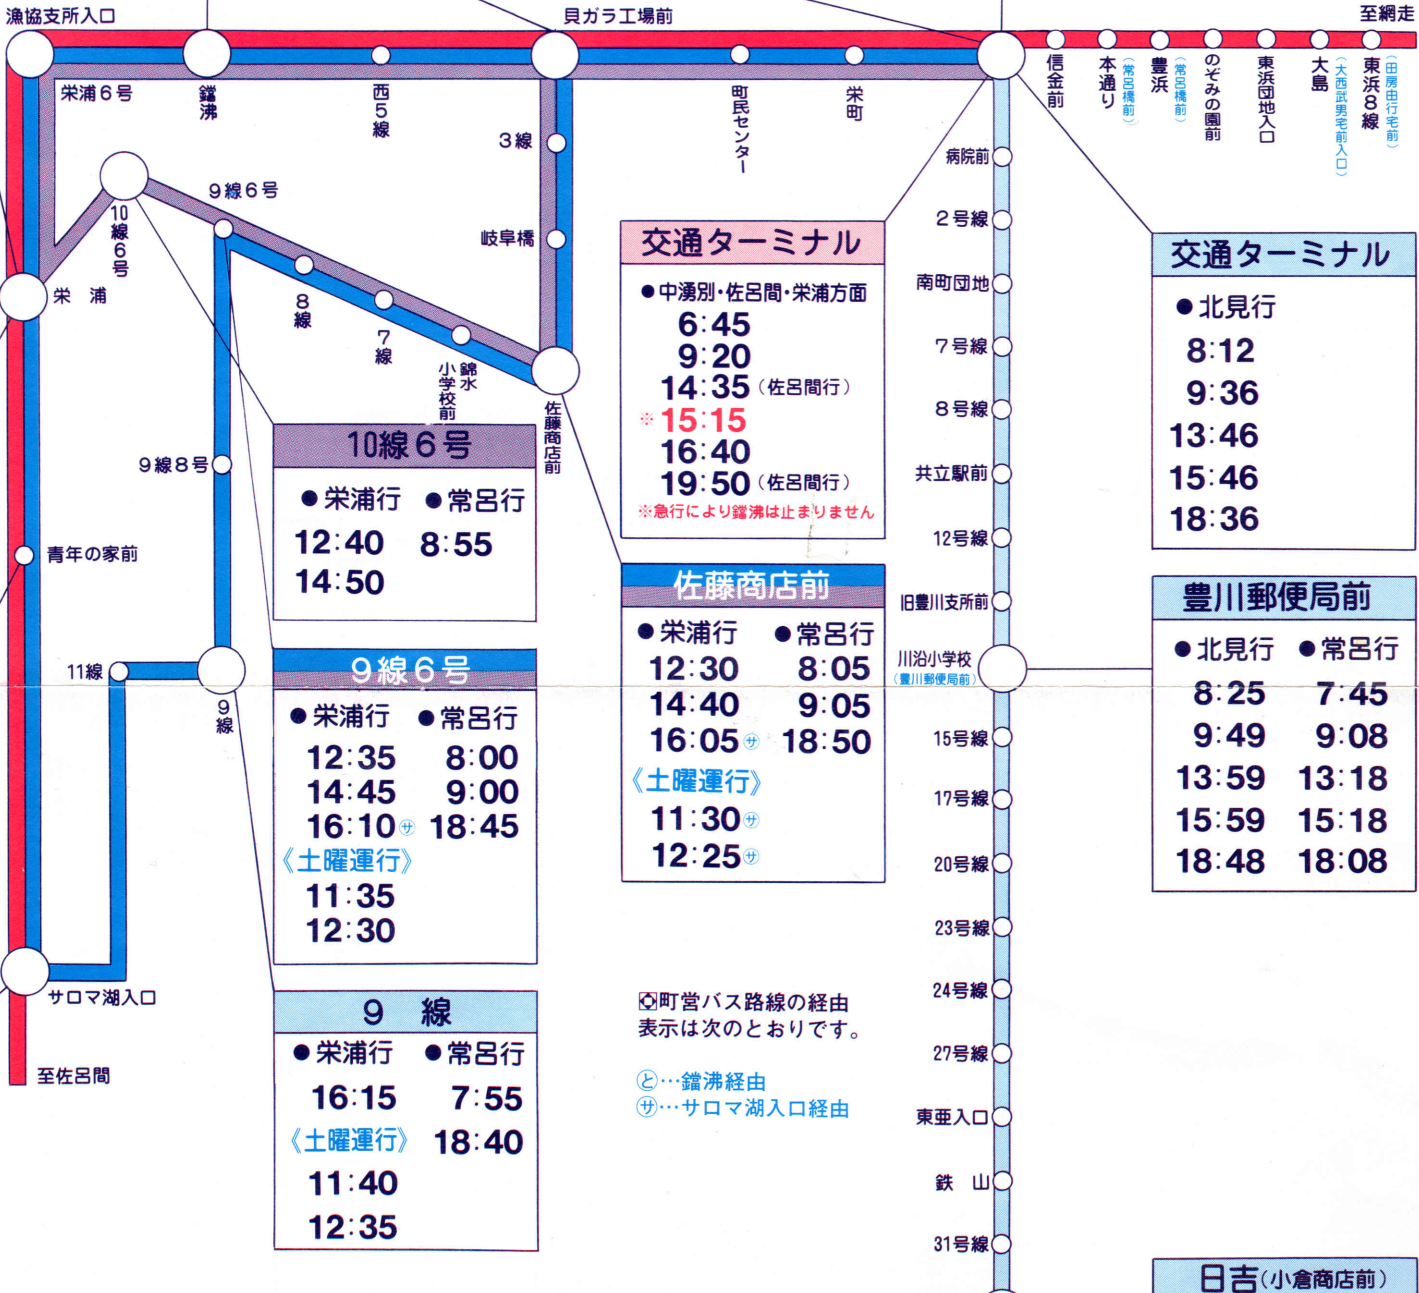 漁協支所入口
貝ガラ工場前
至網走
栄浦6号
鐺沸
西5線
町民センター
栄町
信金前
本通り
(常呂橋前)
豊浜
(常呂橋前)
のぞみの園前
東浜団地入口
大島
(大西武男宅前入口)
東浜8線
(田房由行宅前)
3線
岐阜橋
10線6号
9線6号
栄 浦
8線
7線
錦水
小学校前
佐藤商店前
9線8号
青年の家前
11線
9線
サロマ湖入口
至佐呂間
病院前
2号線
南町団地
7号線
8号線
共立駅前
12号線
旧豊川支所前
川沿小学校
(豊川郵便局前)
15号線
17号線
20号線
23号線
24号線
27号線
東亜入口
鉄 山
31号線
交通ターミナル
●中湧別・佐呂間・栄浦方面
6:45
9:20
14:35(佐呂間行)
※15:15
16:40
19:50(佐呂間行)
※急行により鐺沸は止まりません
交通ターミナル
●北見行
8:12
9:36
13:46
15:46
18:36
10線6号
●栄浦行 ●常呂行
12:40 8:55
14:50
佐藤商店前
●栄浦行 ●常呂行
12:30 8:05
14:40 9:05
16:05㋚ 18:50
《土曜運行》
11:30㋚
12:25㋚
豊川郵便局前
●北見行 ●常呂行
8:25 7:45
9:49 9:08
13:59 13:18
15:59 15:18
18:48 18:08
9線6号
●栄浦行 ●常呂行
12:35 8:00
14:45 9:00
16:10㋚ 18:45
《土曜運行》
11:35
12:30
9 線
●栄浦行 ●常呂行
16:15 7:55
《土曜運行》 18:40
11:40
12:35
町営バス路線の経由
表示は次のとおりです。
と…鐺沸経由
㋚…サロマ湖入口経由
日吉(小倉商店前)